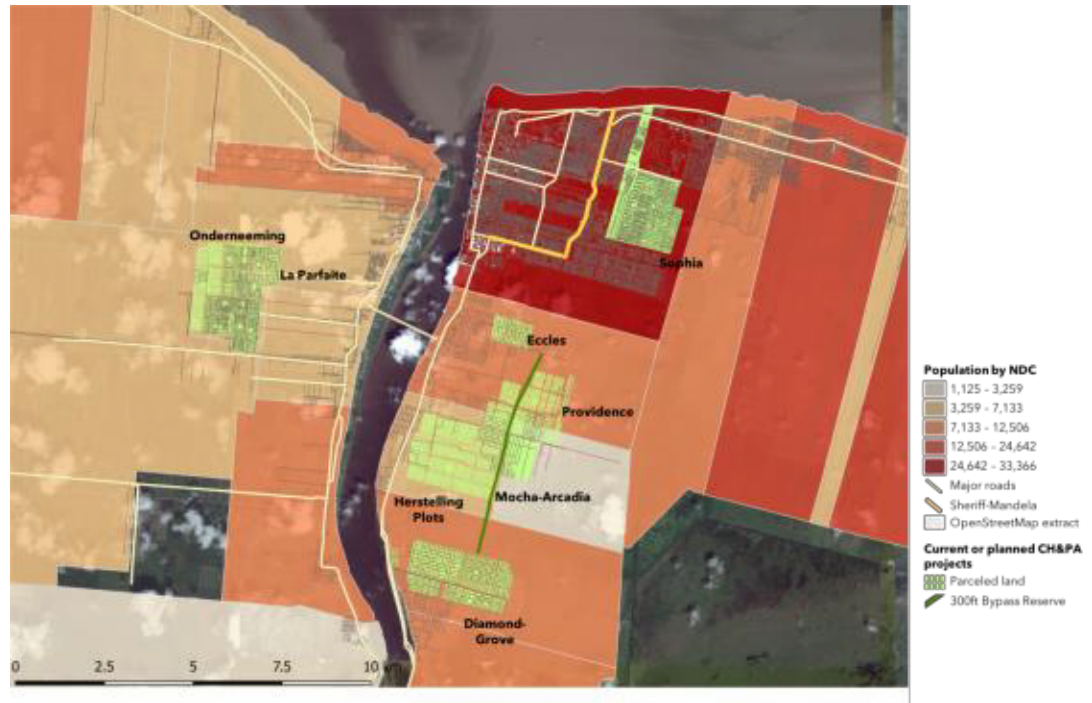 Onderneeming
La Parfaite
Sophia
Eccles
Providence
Mocha-Arcadia
Herstelling
Plots
Diamond-
Grove
0 2.5 5 7.5 10
Population by NDC
1,125 - 3,259
3,259 - 7,133
7,133 - 12,506
12,506 - 24,642
24,642 - 33,366
Major roads
Sheriff-Mandela
OpenStreetMap extract
Current or planned CH&PA
projects
Parceled land
300ft Bypass Reserve